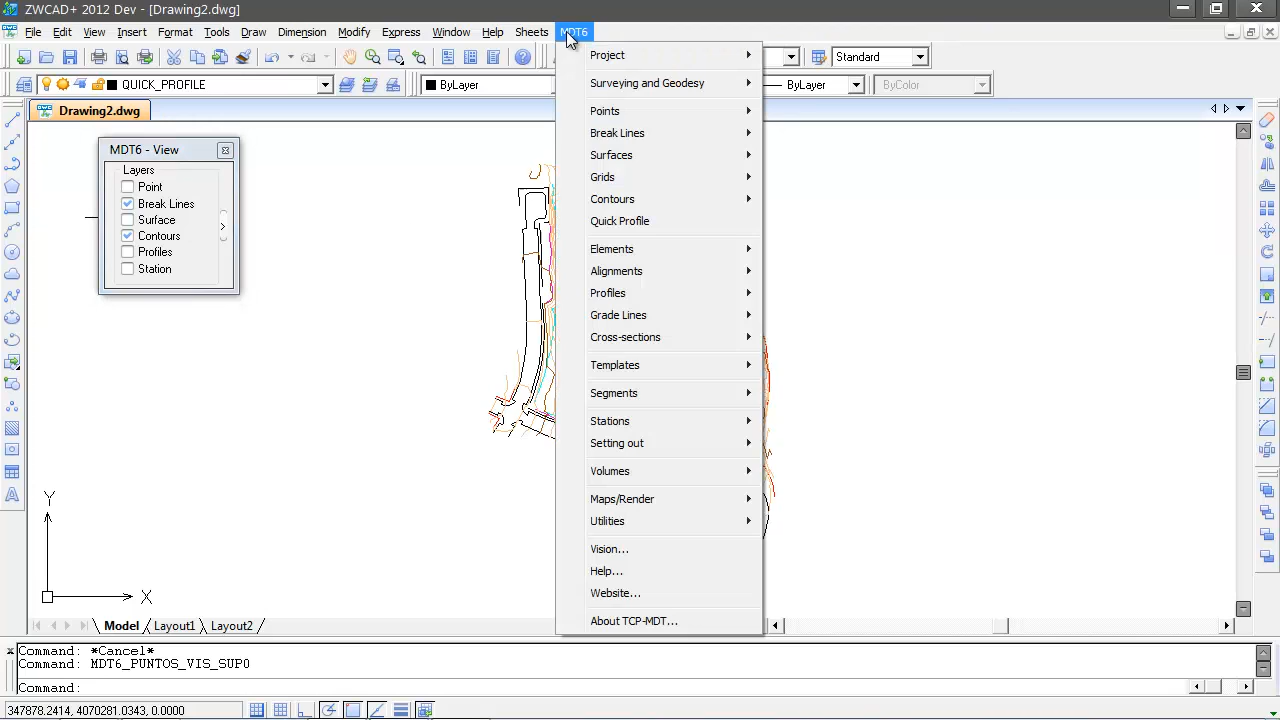 ZWCAD+ 2012 Dev - [Drawing2.dwg]
File Edit View Insert Format Tools Draw Dimension Modify Express Window Help Sheets MDT6
Standard
QUICK_PROFILE
ByLayer
ByLayer
ByColor
Drawing2.dwg
MDT6 - View
Layers
Point
Break Lines
Surface
Contours
Profiles
Station
Project
Surveying and Geodesy
Points
Break Lines
Surfaces
Grids
Contours
Quick Profile
Elements
Alignments
Profiles
Grade Lines
Cross-sections
Templates
Segments
Stations
Setting out
Volumes
Maps/Render
Utilities
Vision...
Help...
Website...
About TCP-MDT...
Y
X
Model Layout1 Layout2
Command: *Cancel*
Command: MDT6_PUNTOS_VIS_SUP0
Command:
347878.2414, 4070281.0343, 0.0000